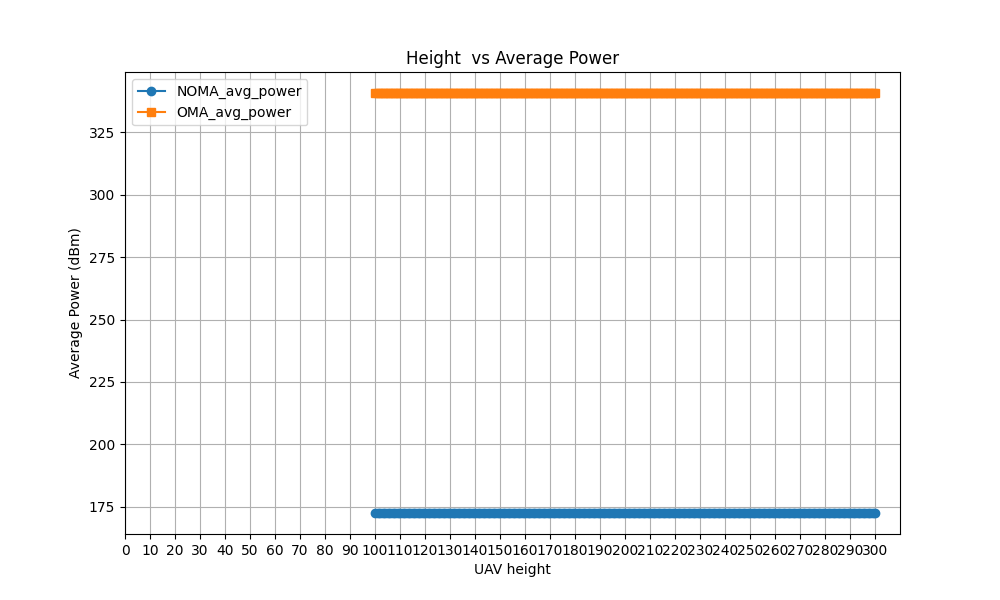 Height  vs Average Power
NOMA_avg_power
OMA_avg_power
325
300
275
250
225
200
175
Average Power (dBm)
0 10 20 30 40 50 60 70 80 90 100 110 120 130 140 150 160 170 180 190 200 210 220 230 240 250 260 270 280 290 300
UAV height